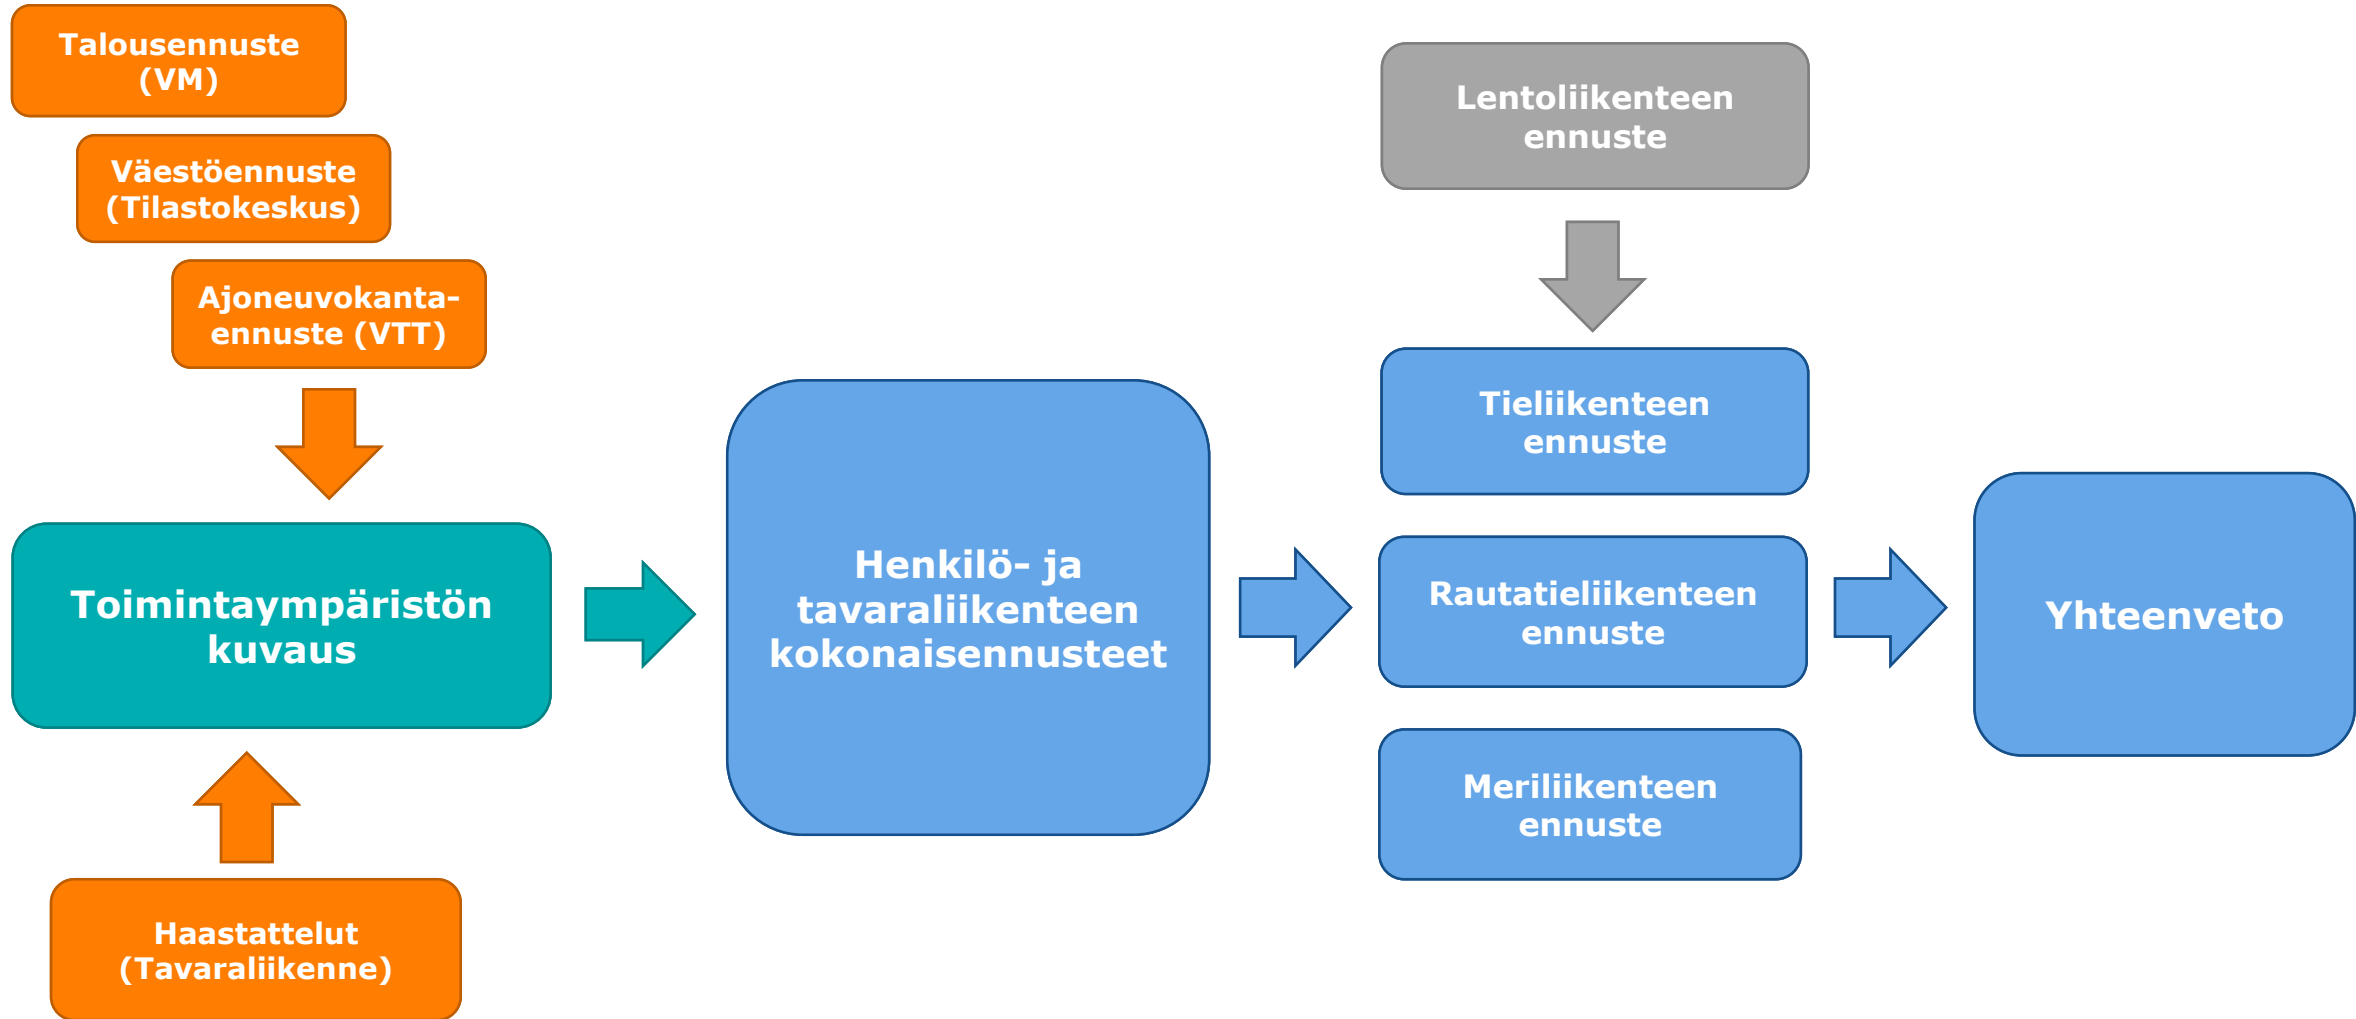 Talousennuste
(VM)
Väestöennuste
(Tilastokeskus)
Ajoneuvokanta-
ennuste (VTT)
Toimintaympäristön
kuvaus
Haastattelut
(Tavaraliikenne)
Henkilö- ja
tavaraliikenteen
kokonaisennusteet
Lentoliikenteen
ennuste
Tieliikenteen
ennuste
Rautatieliikenteen
ennuste
Meriliikenteen
ennuste
Yhteenveto